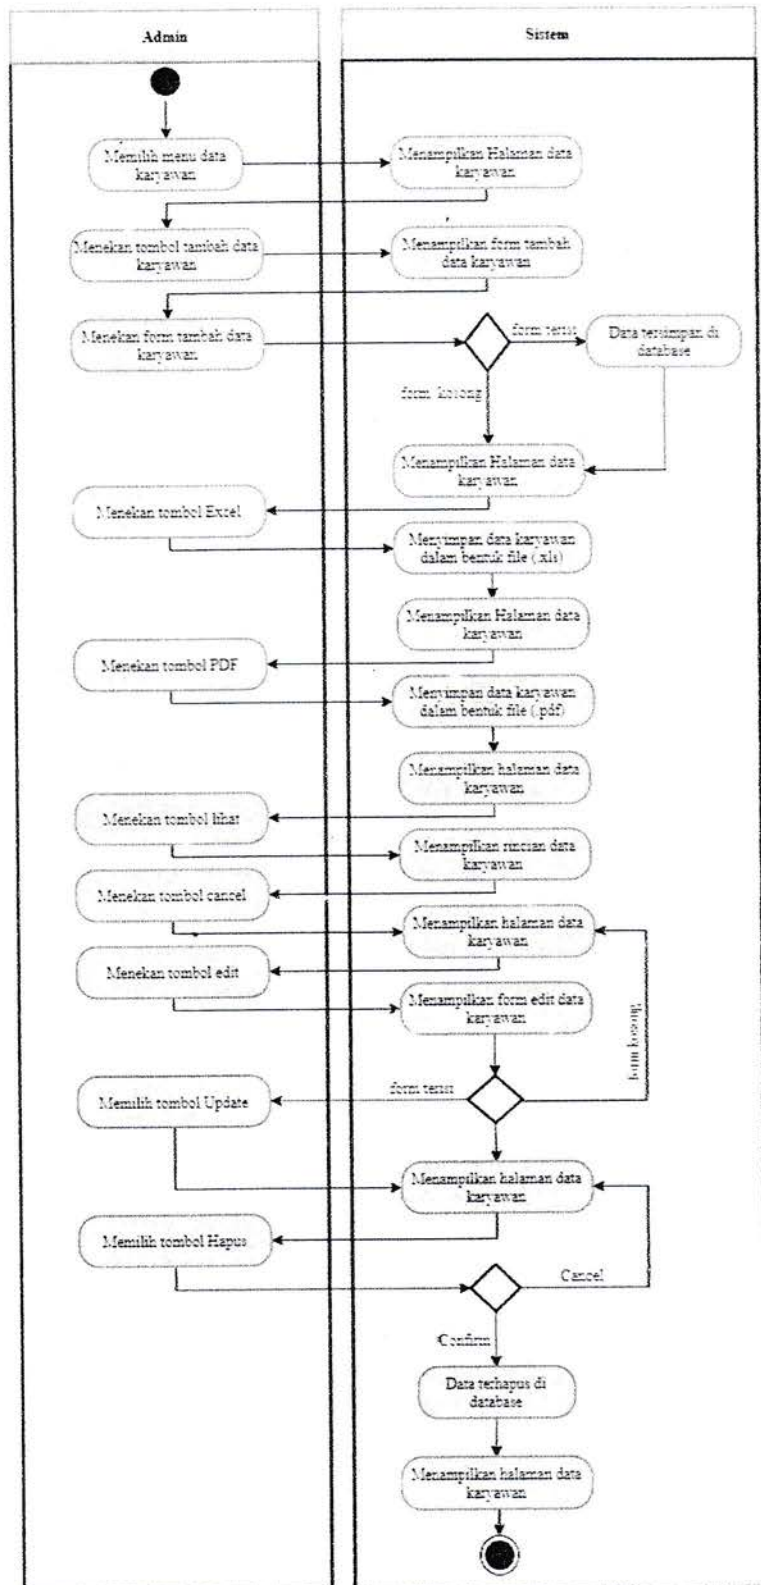 Admin
Sistem
Memilih menu data
karyawan
Menampilkan Halaman data
karyawan
Menekan tombol tambah data
karyawan
Menampilkan form tambah
data karyawan
Menekan form tambah data
karyawan
form terisi
Data tersimpan di
database
form kosong
Menampilkan Halaman data
karyawan
Menekan tombol Excel
Menyimpan data karyawan
dalam bentuk file (.xls)
Menampilkan Halaman data
karyawan
Menekan tombol PDF
Menyimpan data karyawan
dalam bentuk file (.pdf)
Menampilkan halaman data
karyawan
Menekan tombol lihat
Menampilkan rincian data
karyawan
Menekan tombol cancel
Menampilkan halaman data
karyawan
Menekan tombol edit
Menampilkan form edit data
karyawan
form kosong
form terisi
Memilih tombol Update
Menampilkan halaman data
karyawan
Memilih tombol Hapus
Cancel
Confirm
Data terhapus di
database
Menampilkan halaman data
karyawan